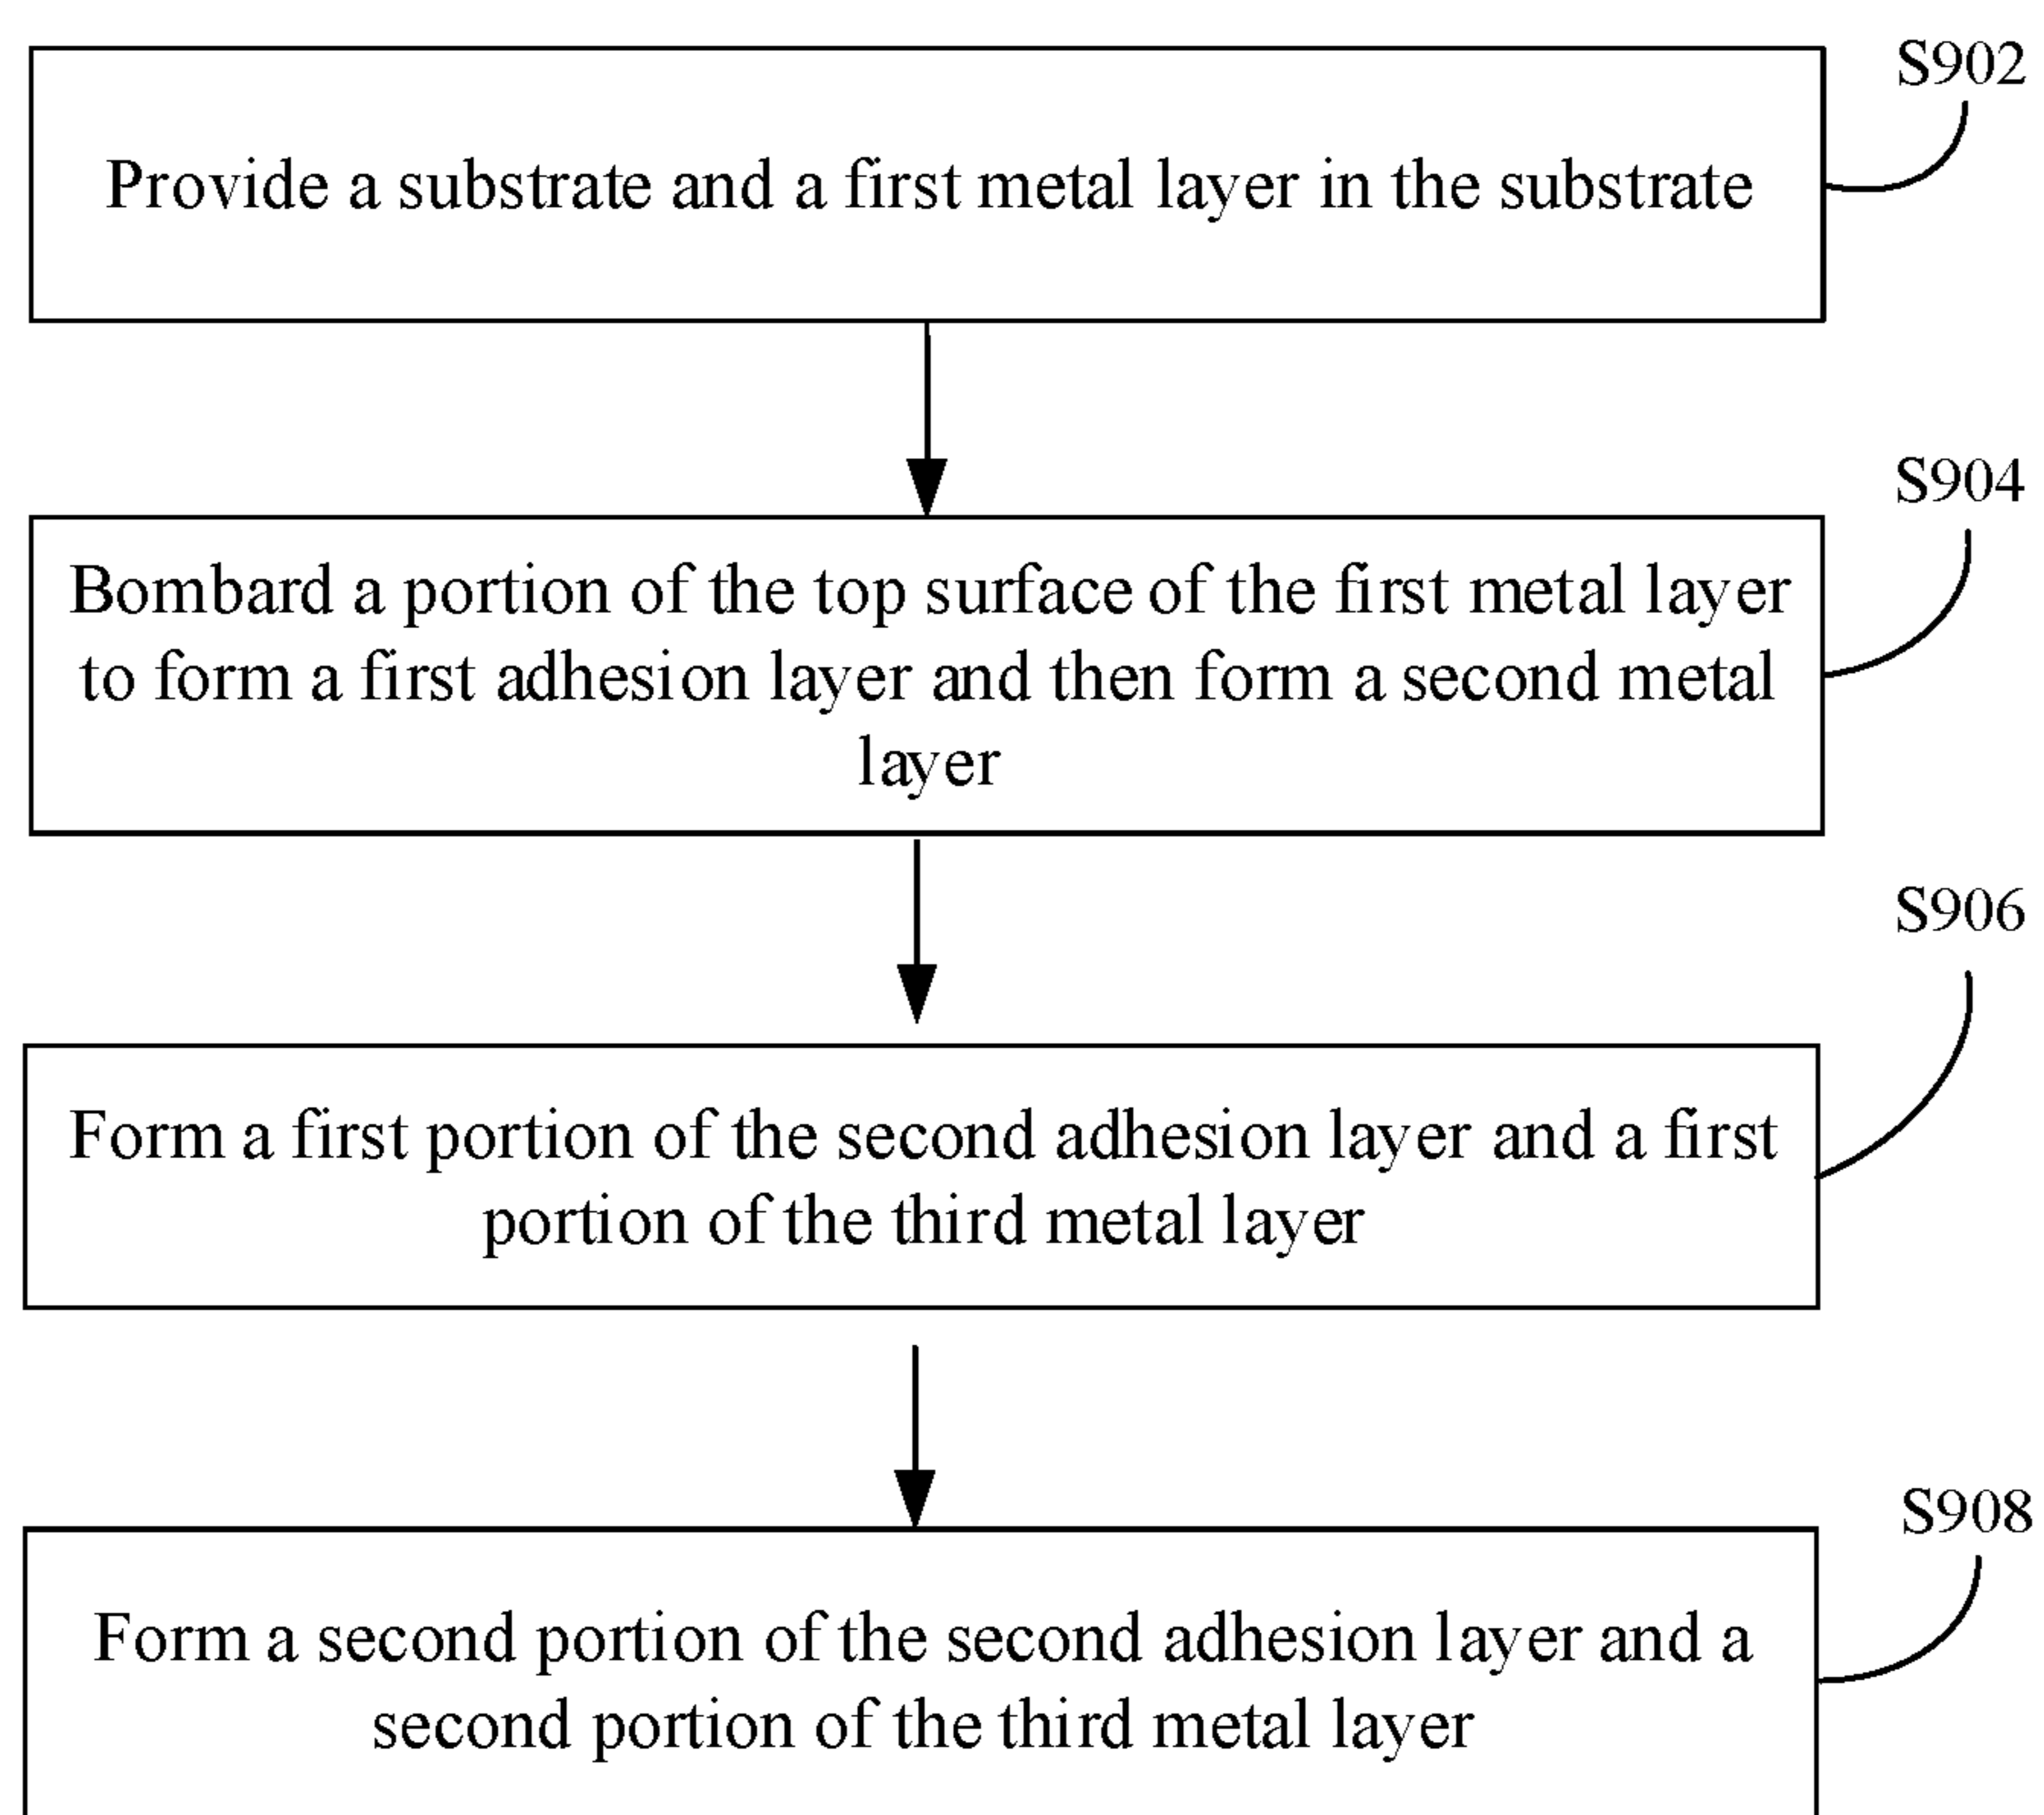 S902
Provide a substrate and a first metal layer in the substrate
S904
Bombard a portion of the top surface of the first metal layer
to form a first adhesion layer and then form a second metal
layer
S906
Form a first portion of the second adhesion layer and a first
portion of the third metal layer
S908
Form a second portion of the second adhesion layer and a
second portion of the third metal layer